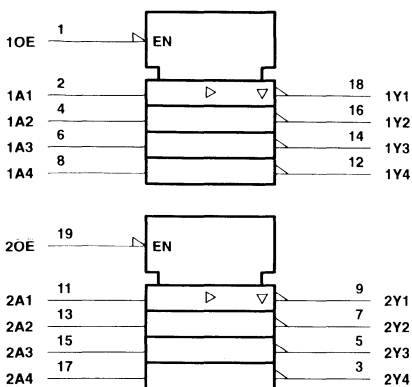 1OE 1 EN
1A1 2 18 1Y1
1A2 4 16 1Y2
1A3 6 14 1Y3
1A4 8 12 1Y4
2OE 19 EN
2A1 11 9 2Y1
2A2 13 7 2Y2
2A3 15 5 2Y3
2A4 17 3 2Y4